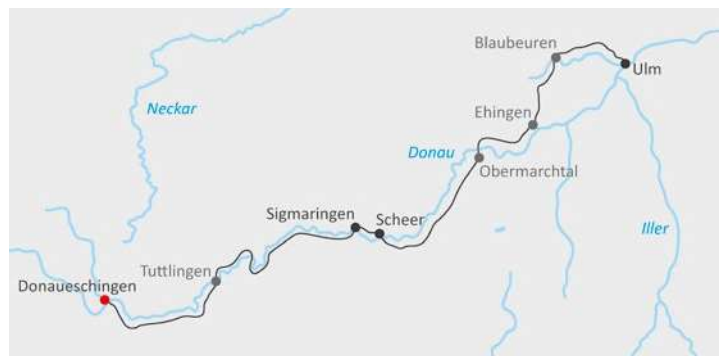 Blaubeuren
Ulm
Neckar
Ehingen
Donau
Obermarchtal
Sigmaringen
Scheer
Iller
Tuttlingen
Donaueschingen